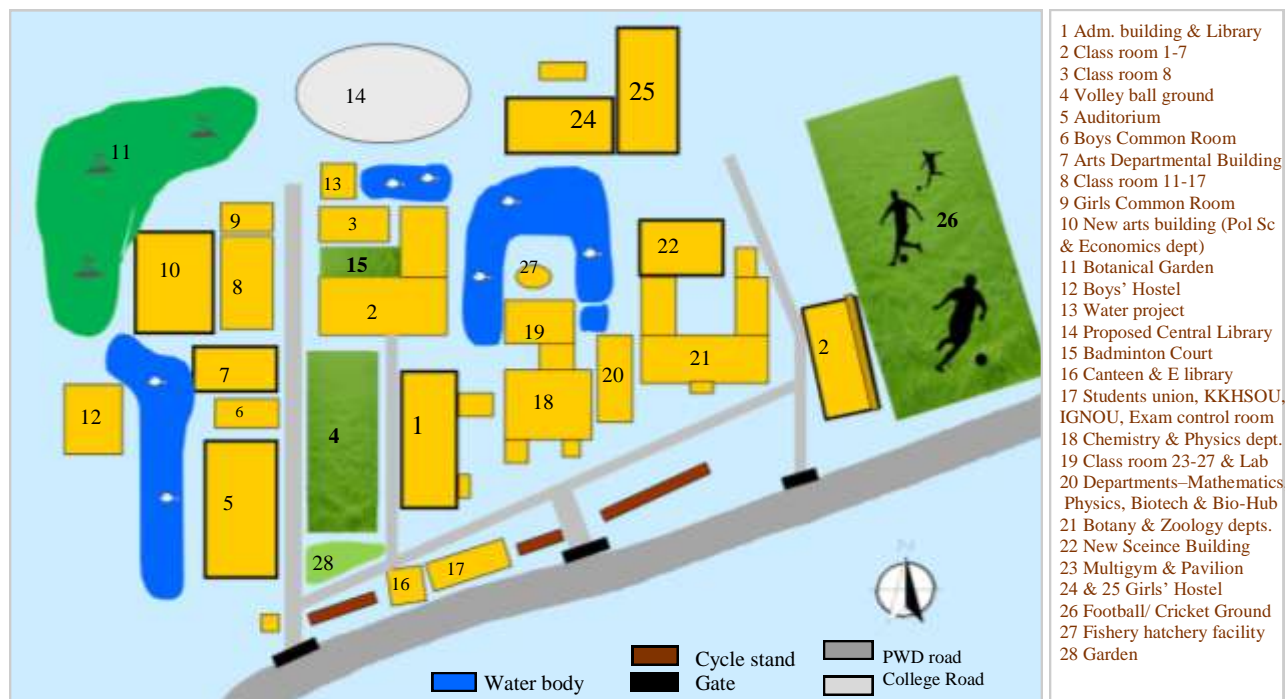 14
25
24
11
13
3
9
26
10
15
22
8
27
2
19
21
2
7
20
12
6
4
1
18
5
28
16
17
N
Cycle stand
PWD road
Water body
Gate
College Road
1 Adm. building & Library
2 Class room 1-7
3 Class room 8
4 Volley ball ground
5 Auditorium
6 Boys Common Room
7 Arts Departmental Building
8 Class room 11-17
9 Girls Common Room
10 New arts building (Pol Sc
& Economics dept)
11 Botanical Garden
12 Boys’ Hostel
13 Water project
14 Proposed Central Library
15 Badminton Court
16 Canteen & E library
17 Students union, KKHSOU,
IGNOU, Exam control room
18 Chemistry & Physics dept.
19 Class room 23-27 & Lab
20 Departments–Mathematics
Physics, Biotech & Bio-Hub
21 Botany & Zoology depts.
22 New Sceince Building
23 Multigym & Pavilion
24 & 25 Girls’ Hostel
26 Football/ Cricket Ground
27 Fishery hatchery facility
28 Garden